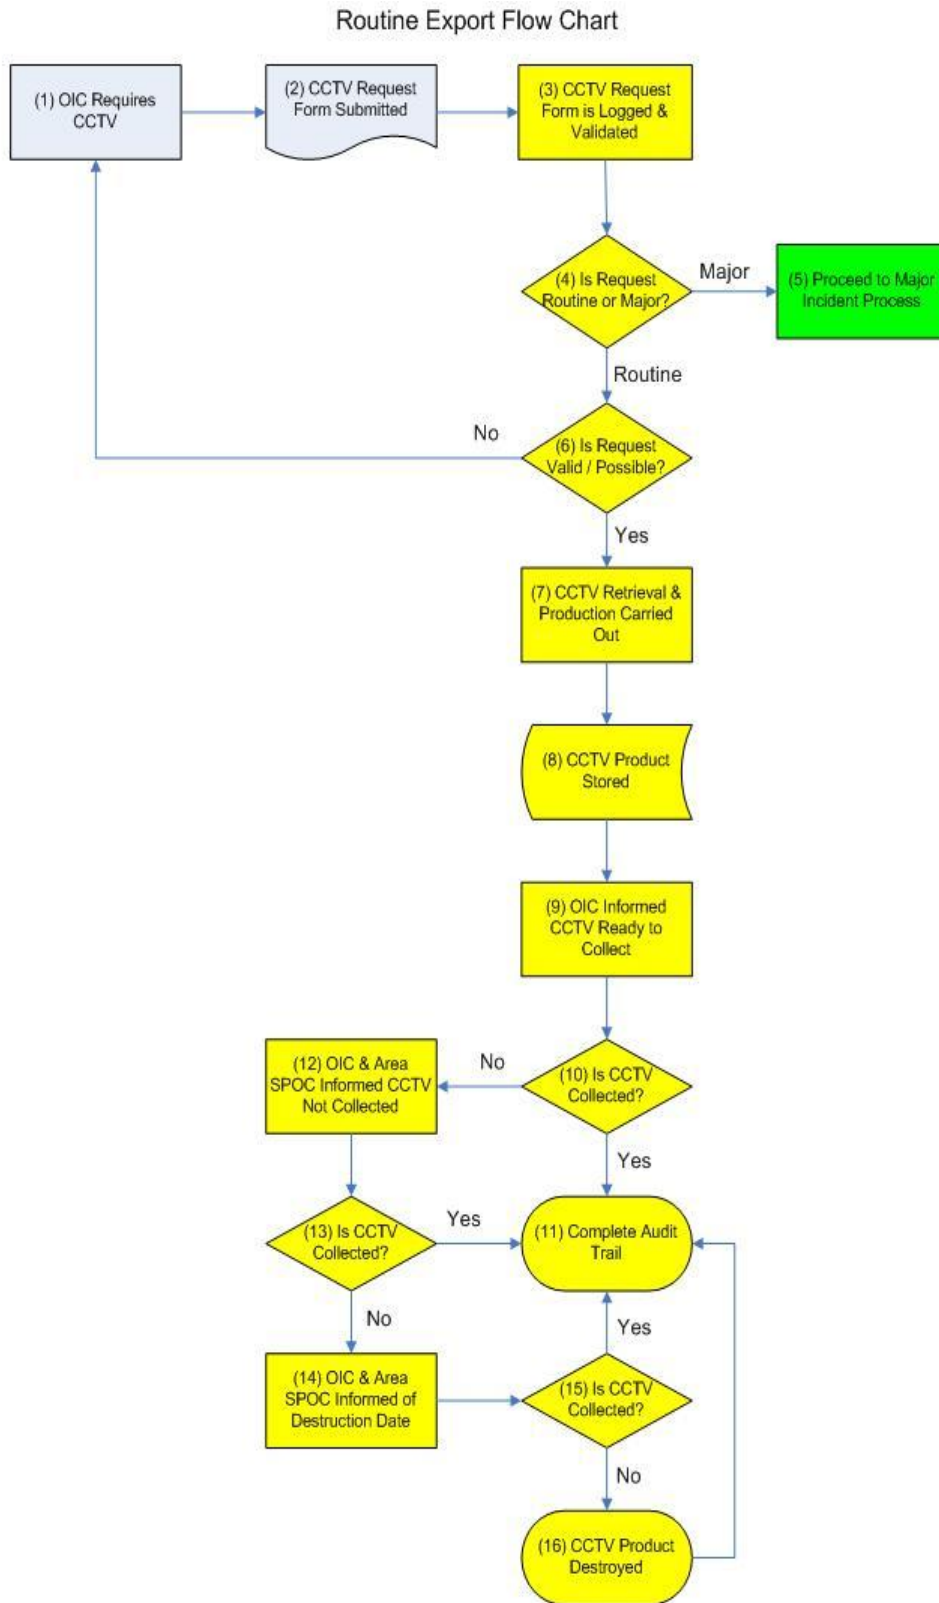 Routine Export Flow Chart
(1) OIC Requires
CCTV
(2) CCTV Request
Form Submitted
(3) CCTV Request
Form is Logged &
Validated
(4) Is Request
Routine or Major?
Major
(5) Proceed to Major
Incident Process
Routine
No
(6) Is Request
Valid / Possible?
Yes
(7) CCTV Retrieval &
Production Carried
Out
(8) CCTV Product
Stored
(9) OIC Informed
CCTV Ready to
Collect
(12) OIC & Area
SPOC Informed CCTV
Not Collected
No
(10) Is CCTV
Collected?
Yes
(13) Is CCTV
Collected?
Yes
(11) Complete Audit
Trail
No
Yes
(14) OIC & Area
SPOC Informed of
Destruction Date
(15) Is CCTV
Collected?
No
(16) CCTV Product
Destroyed